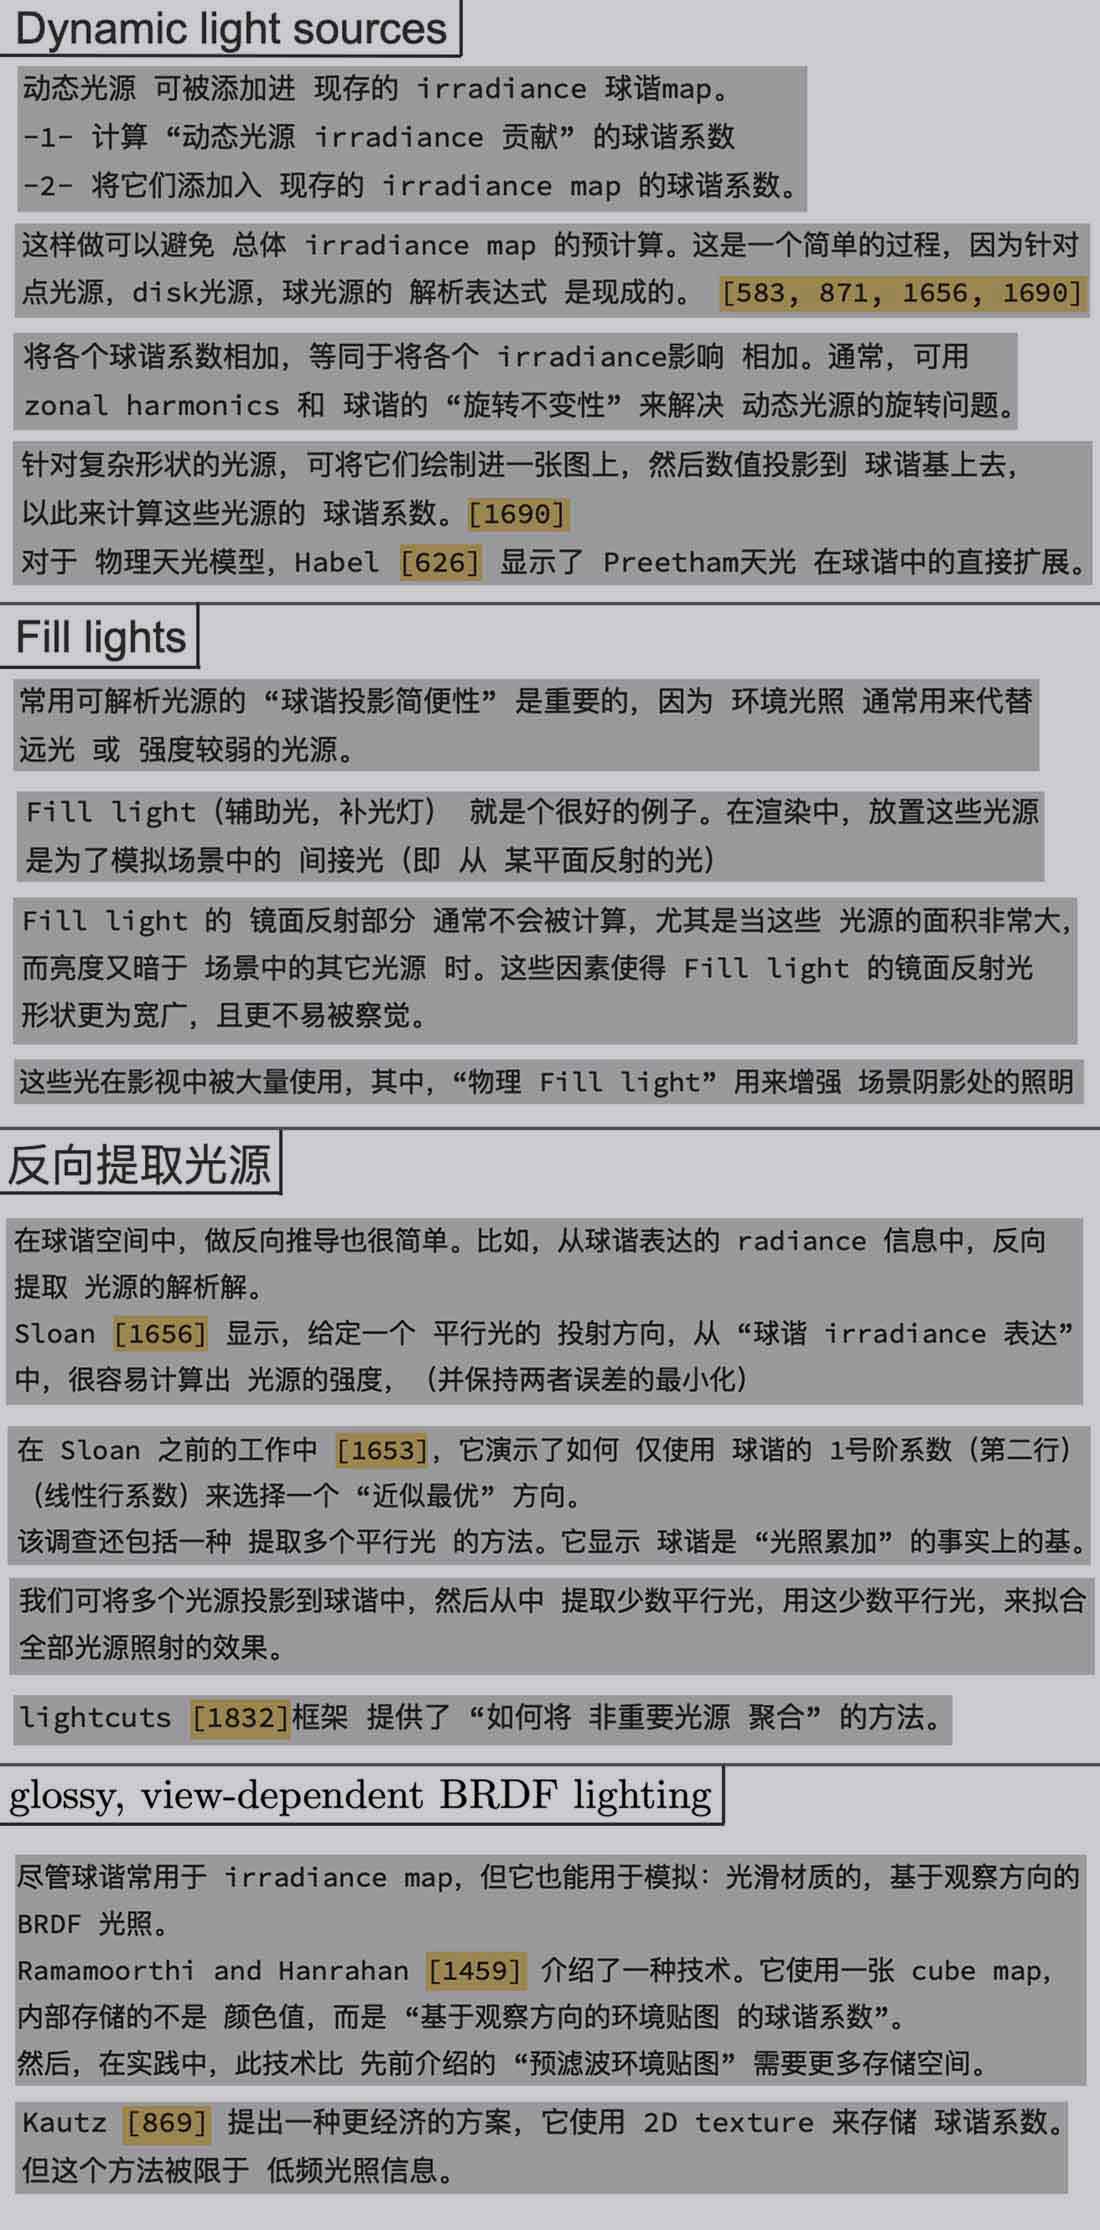 Dynamic light sources
动态光源 可被添加进 现存的 irradiance 球谐map。
-1- 计算 “动态光源 irradiance 贡献” 的球谐系数
-2- 将它们添加入 现存的 irradiance map 的球谐系数。
这样做可以避免 总体 irradiance map 的预计算。这是一个简单的过程，因为针对
点光源，disk光源，球光源的 解析表达式 是现成的。 [583, 871, 1656, 1690]
将各个球谐系数相加，等同于将各个 irradiance影响 相加。通常，可用
zonal harmonics 和 球谐的 “旋转不变性” 来解决 动态光源的旋转问题。
针对复杂形状的光源，可将它们绘制进一张图上，然后数值投影到 球谐基上去，
以此来计算这些光源的 球谐系数。[1690]
对于 物理天光模型，Habel [626] 显示了 Preetham天光 在球谐中的直接扩展。
Fill lights
常用可解析光源的 “球谐投影简便性” 是重要的，因为 环境光照 通常用来代替
远光 或 强度较弱的光源。
Fill light（辅助光，补光灯） 就是个很好的例子。在渲染中，放置这些光源
是为了模拟场景中的 间接光（即 从 某平面反射的光）
Fill light 的 镜面反射部分 通常不会被计算，尤其是当这些 光源的面积非常大，
而亮度又暗于 场景中的其它光源 时。这些因素使得 Fill light 的镜面反射光
形状更为宽广，且更不易被察觉。
这些光在影视中被大量使用，其中，“物理 Fill light” 用来增强 场景阴影处的照明
反向提取光源
在球谐空间中，做反向推导也很简单。比如，从球谐表达的 radiance 信息中，反向
提取 光源的解析解。
Sloan [1656] 显示，给定一个 平行光的 投射方向，从 “球谐 irradiance 表达”
中，很容易计算出 光源的强度，（并保持两者误差的最小化）
在 Sloan 之前的工作中 [1653]，它演示了如何 仅使用 球谐的 1号阶系数（第二行）
（线性行系数）来选择一个 “近似最优” 方向。
该调查还包括一种 提取多个平行光 的方法。它显示 球谐是 “光照累加” 的事实上的基。
我们可将多个光源投影到球谐中，然后从中 提取少数平行光，用这少数平行光，来拟合
全部光源照射的效果。
lightcuts [1832]框架 提供了 “如何将 非重要光源 聚合” 的方法。
glossy, view-dependent BRDF lighting
尽管球谐常用于 irradiance map，但它也能用于模拟：光滑材质的，基于观察方向的
BRDF 光照。
Ramamoorthi and Hanrahan [1459] 介绍了一种技术。它使用一张 cube map，
内部存储的不是 颜色值，而是 “基于观察方向的环境贴图 的球谐系数”。
然后，在实践中，此技术比 先前介绍的 “预滤波环境贴图” 需要更多存储空间。
Kautz [869] 提出一种更经济的方案，它使用 2D texture 来存储 球谐系数。
但这个方法被限于 低频光照信息。